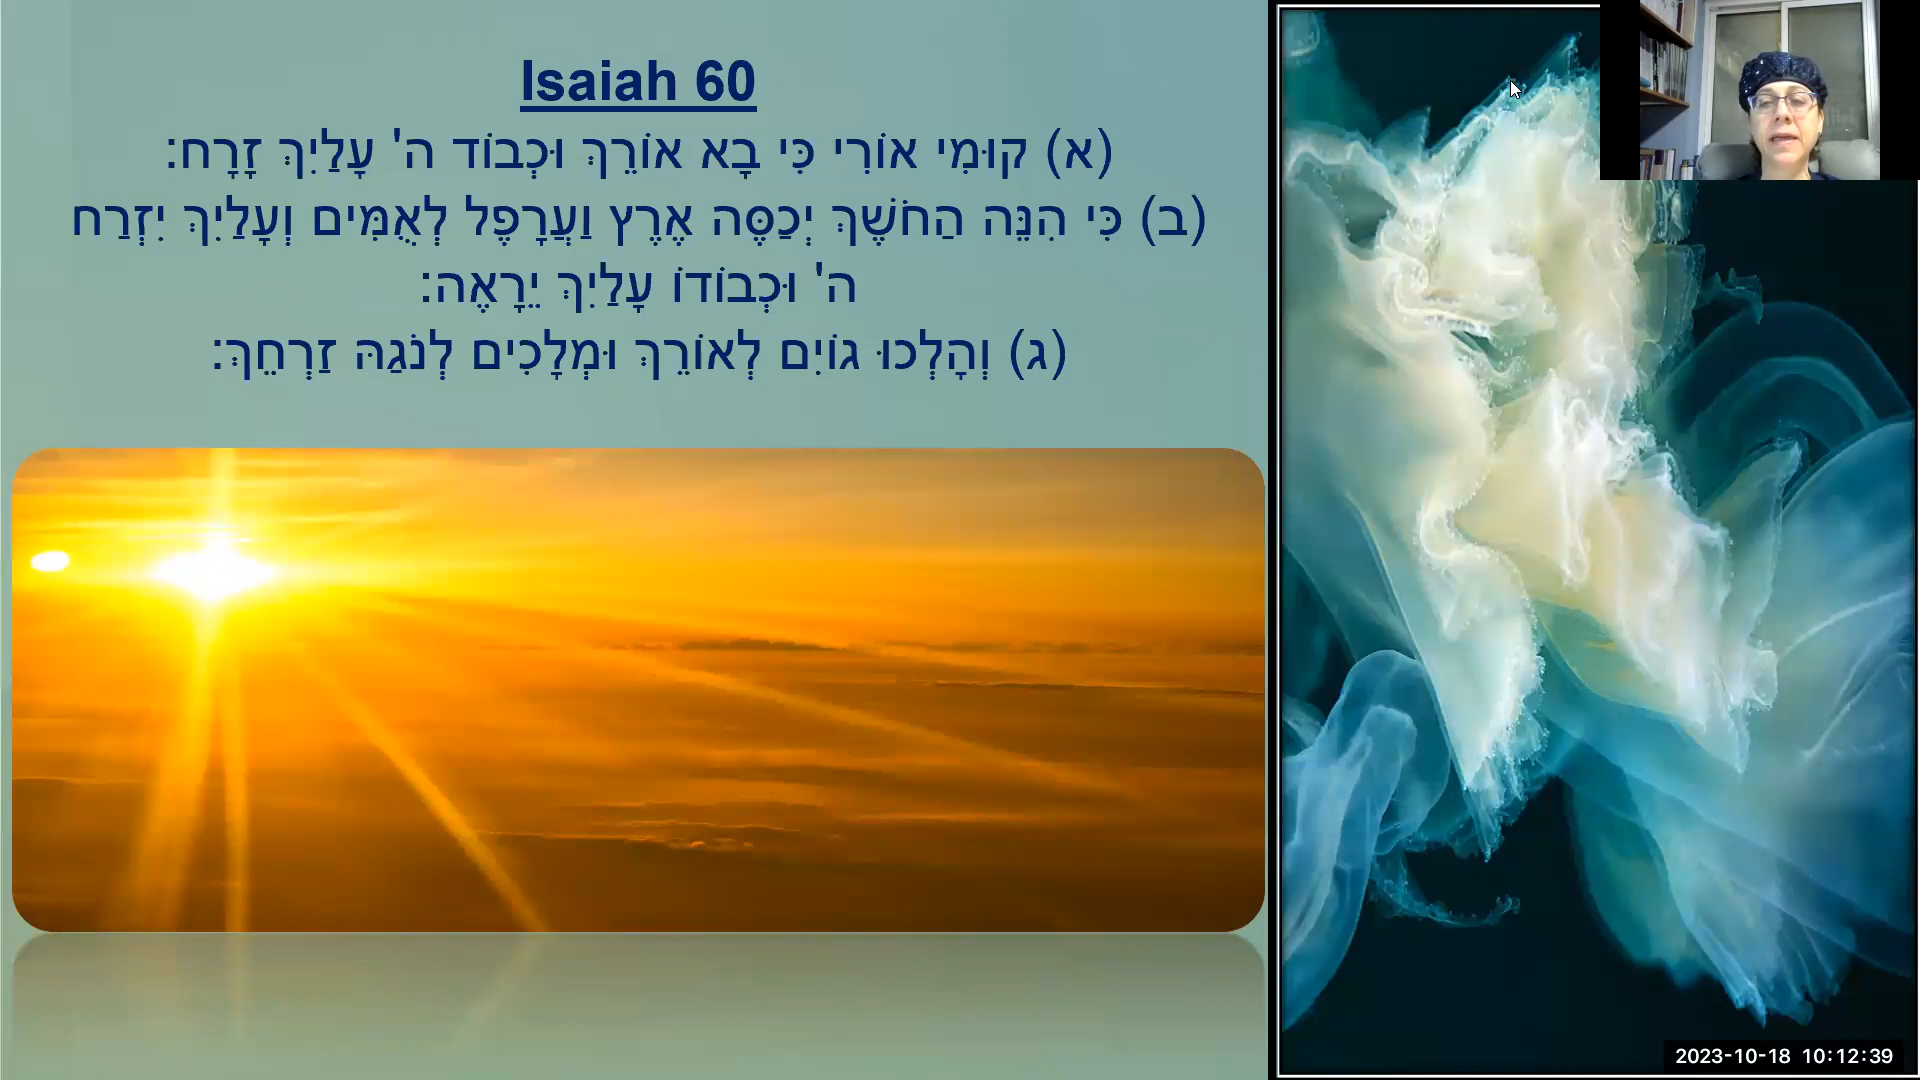 Isaiah 60
(א) קוּמִי אוֹרִי כִּי בָא אוֹרֵךְ וּכְבוֹד ה' עָלַיִךְ זָרָח:
(ב) כִּי הִנֵּה הַחֹשֶׁךְ יְכַסֶּה אֶרֶץ וַעֲרָפֶל לְאֻמִּים וְעָלַיִךְ יִזְרַח
ה' וּכְבוֹדוֹ עָלַיִךְ יֵרָאֶה:
(ג) וְהָלְכוּ גוֹיִם לְאוֹרֵךְ וּמְלָכִים לְנֹגַהּ זַרְחֵךְ:
2023-10-18 10:12:39